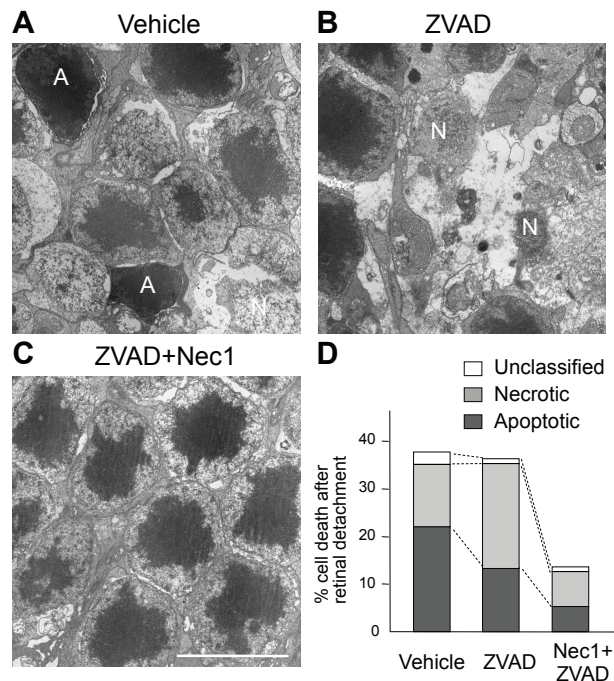 A Vehicle
A
A
N
B ZVAD
N
N
C ZVAD+Nec1
D
Unclassified
Necrotic
Apoptotic
% cell death after
retinal detachment
40
30
20
10
0
Vehicle ZVAD Nec1+
ZVAD